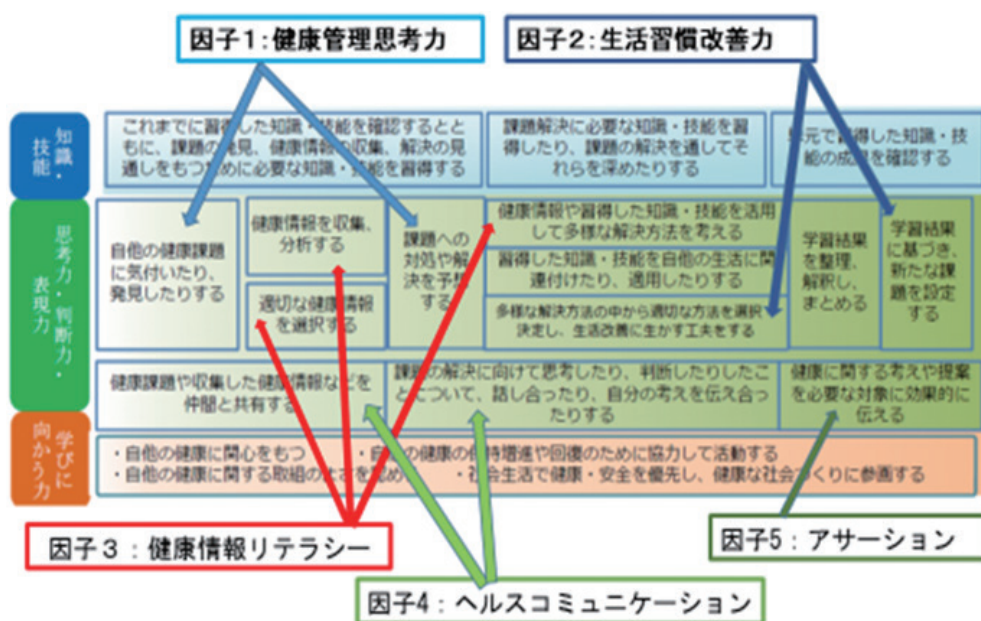 因子1:健康管理思考力
因子2:生活習慣改善力
知識・
技能
これまでに習得した知識・技能を確認するとと
もに、課題の発見、健康情報の収集、解決の見
通しをもつために必要な知識・技能を習得する
課題解決に必要な知識・技能を習
得したり、課題の解決を通してそ
れらを深めたりする
単元で習得した知識・技
能の成果を確認する
思考力・判断力・
表現力
自他の健康課題
に気付いたり、
発見したりする
健康情報を収集、
分析する
適切な健康情報
を選択する
課題への
対処や解
決を予想
する
健康情報や習得した知識・技能を活用
して多様な解決方法を考える
習得した知識・技能を自他の生活に関
連付けたり、適用したりする
多様な解決方法の中から適切な方法を選択
決定し、生活改善に生かす工夫をする
学習結果
を整理、
解釈し、
まとめる
学習結果
に基づき、
新たな課
題を設定
する
健康課題や収集した健康情報などを
仲間と共有する
課題の解決に向けて思考したり、判断したりしたこ
とについて、話し合ったり、自分の考えを伝え合っ
たりする
健康に関する考えや提案
を必要な対象に効果的に
伝える
学びに
向かう力
・自他の健康に関心をもつ ・自他の健康の保持増進や回復のために協力して活動する
・自他の健康に関する取組のよさを認める ・社会生活で健康・安全を優先し、健康な社会づくりに参画する
因子3:健康情報リテラシー
因子5:アサーション
因子4:ヘルスコミュニケーション